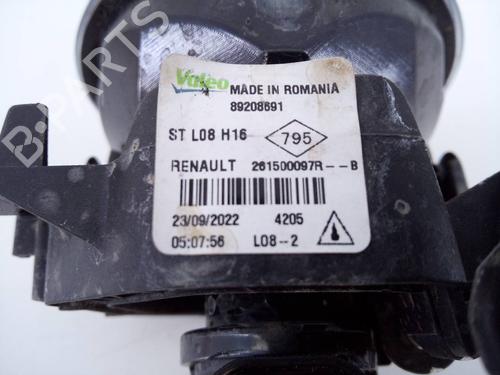 Valeo MADE IN ROMANIA
89208691
ST L08 H16 795
RENAULT 261500097R--B
23/09/2022 4205
05:07:56 L08--2
B-PARTS